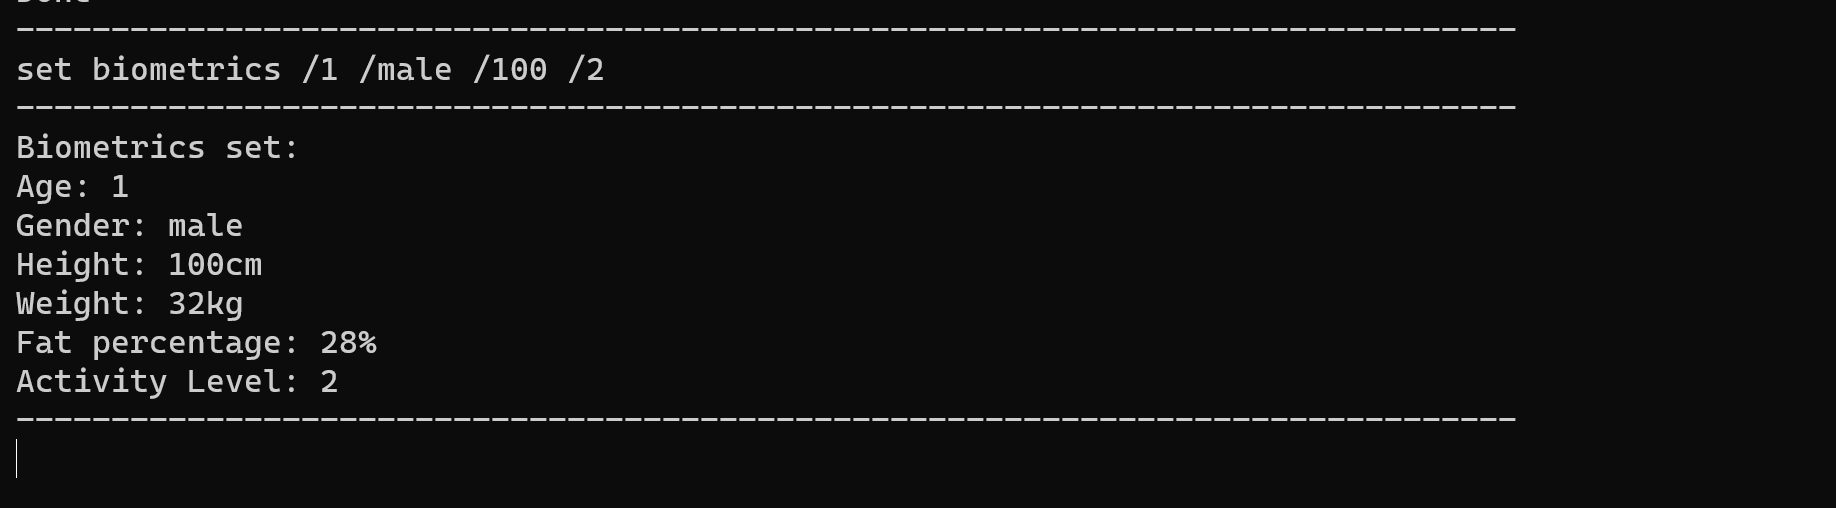 -------------------------------------------------------------------------------
set biometrics /1 /male /100 /2
-------------------------------------------------------------------------------
Biometrics set:
Age: 1
Gender: male
Height: 100cm
Weight: 32kg
Fat percentage: 28%
Activity Level: 2
-------------------------------------------------------------------------------